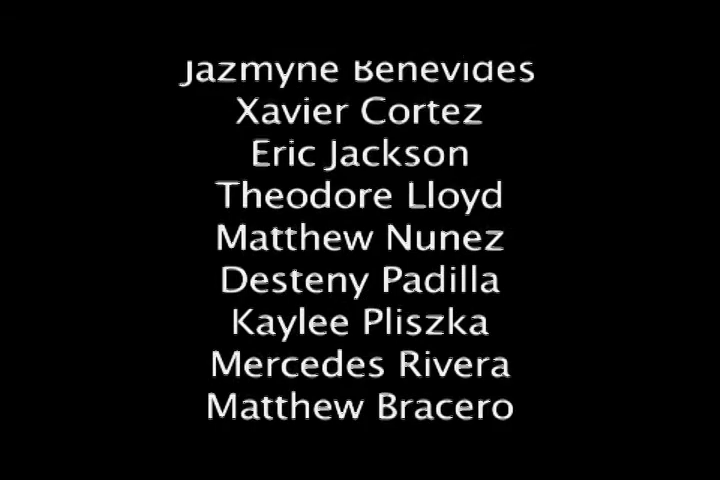 Jazmyne Benevides
Xavier Cortez
Eric Jackson
Theodore Lloyd
Matthew Nunez
Desteny Padilla
Kaylee Pliszka
Mercedes Rivera
Matthew Bracero